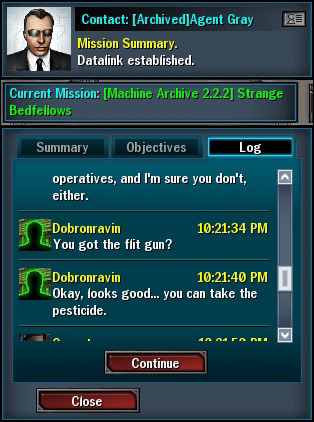 Contact: [Archived]Agent Gray
Mission Summary.
Datalink established.
Current Mission: [Machine Archive 2.2.2] Strange
Bedfellows
Summary
Objectives
Log
operatives, and I'm sure you don't,
either.
Dobronravin 10:21:34 PM
You got the flit gun?
Dobronravin 10:21:40 PM
Okay, looks good... you can take the
pesticide.
Continue
Close